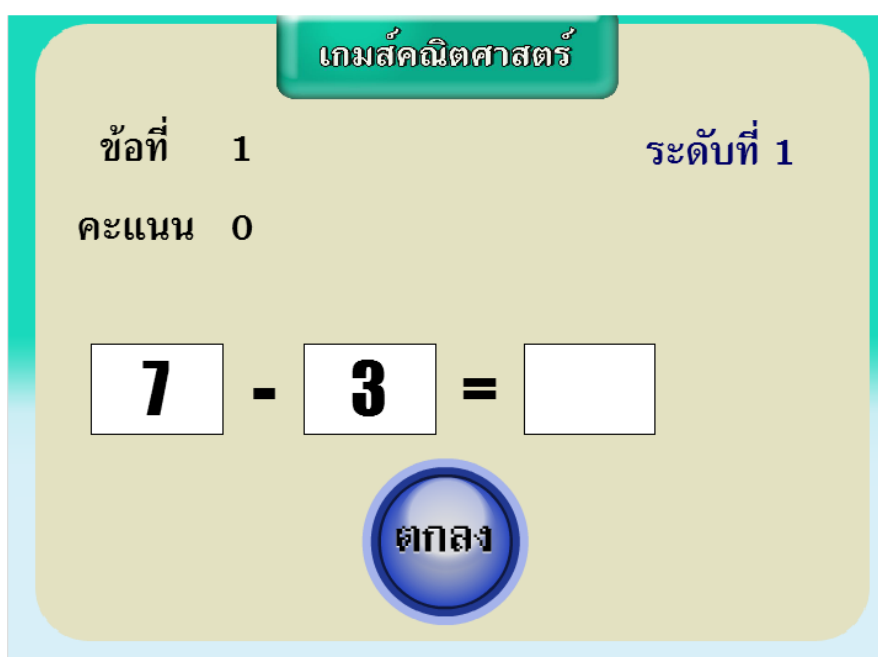 เกมส์คณิตศาสตร์
ข้อที่ 1 ระดับที่ 1
คะแนน 0
7 - 3 =
ตกลง